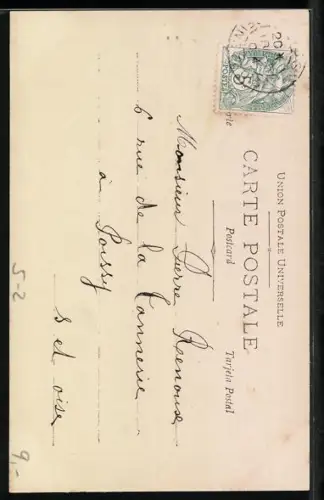 UNION POSTALE UNIVERSELLE
CARTE POSTALE
Postcard
Tarjeta Postal
Monsieur Pierre Renoux
6 rue de la Tannerie
à Poissy
S et oise
5-2
9,-